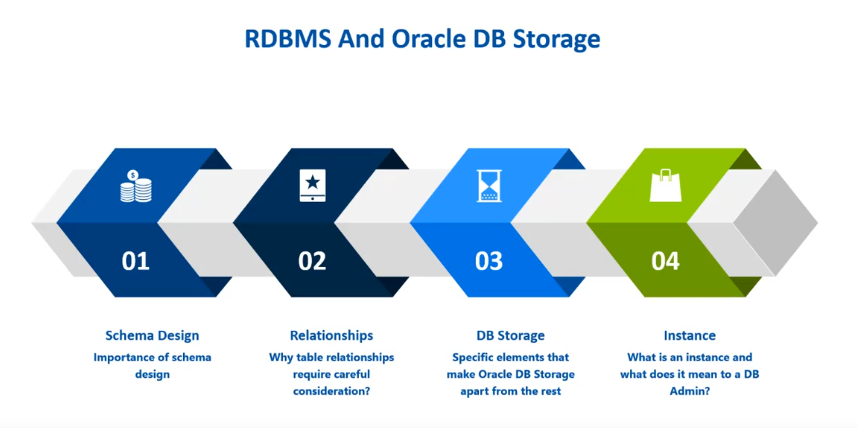 RDBMS And Oracle DB Storage
$
01
02
03
04
Schema Design
Importance of schema
design
Relationships
Why table relationships
require careful
consideration?
DB Storage
Specific elements that
make Oracle DB Storage
apart from the rest
Instance
What is an instance and
what does it mean to a DB
Admin?